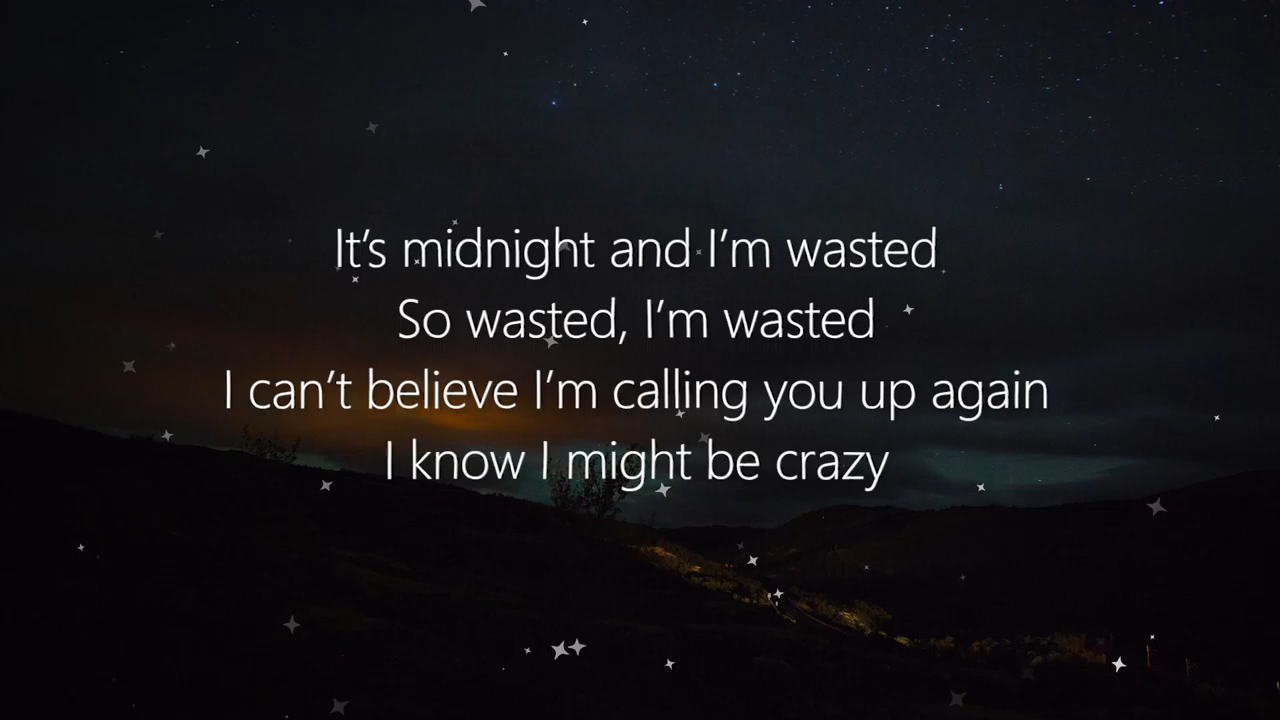 It's midnight and I'm wasted
So wasted, I'm wasted
I can't believe I'm calling you up again
I know I might be crazy